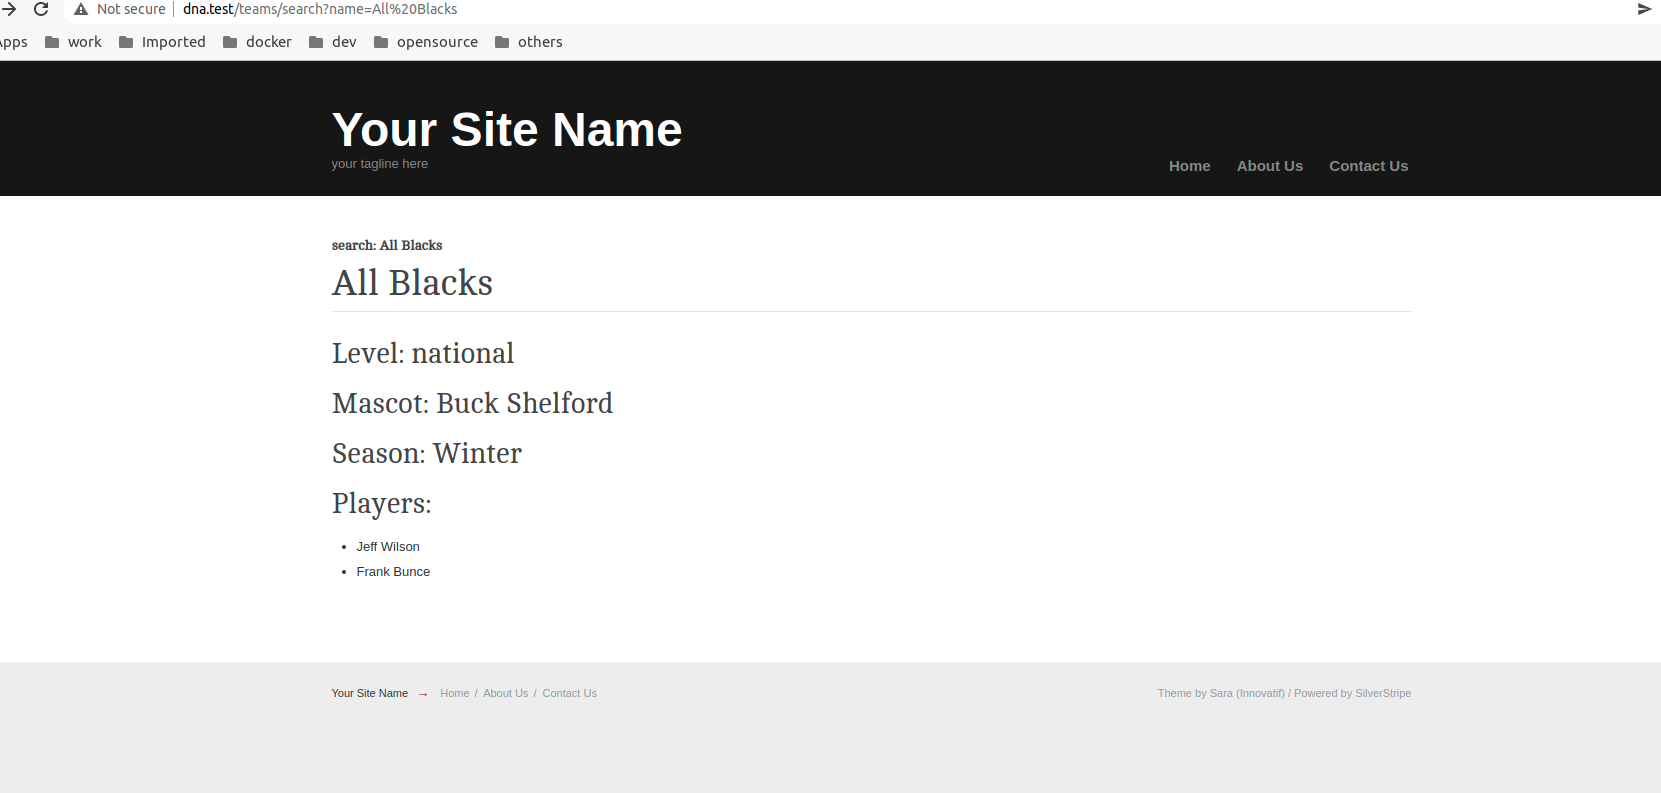 Not secure | dna.test/teams/search?name=All%20Blacks
Apps work Imported docker dev opensource others
Your Site Name
your tagline here
Home About Us Contact Us
search: All Blacks
All Blacks
Level: national
Mascot: Buck Shelford
Season: Winter
Players:
• Jeff Wilson
• Frank Bunce
Your Site Name → Home / About Us / Contact Us
Theme by Sara (Innovatif) / Powered by SilverStripe